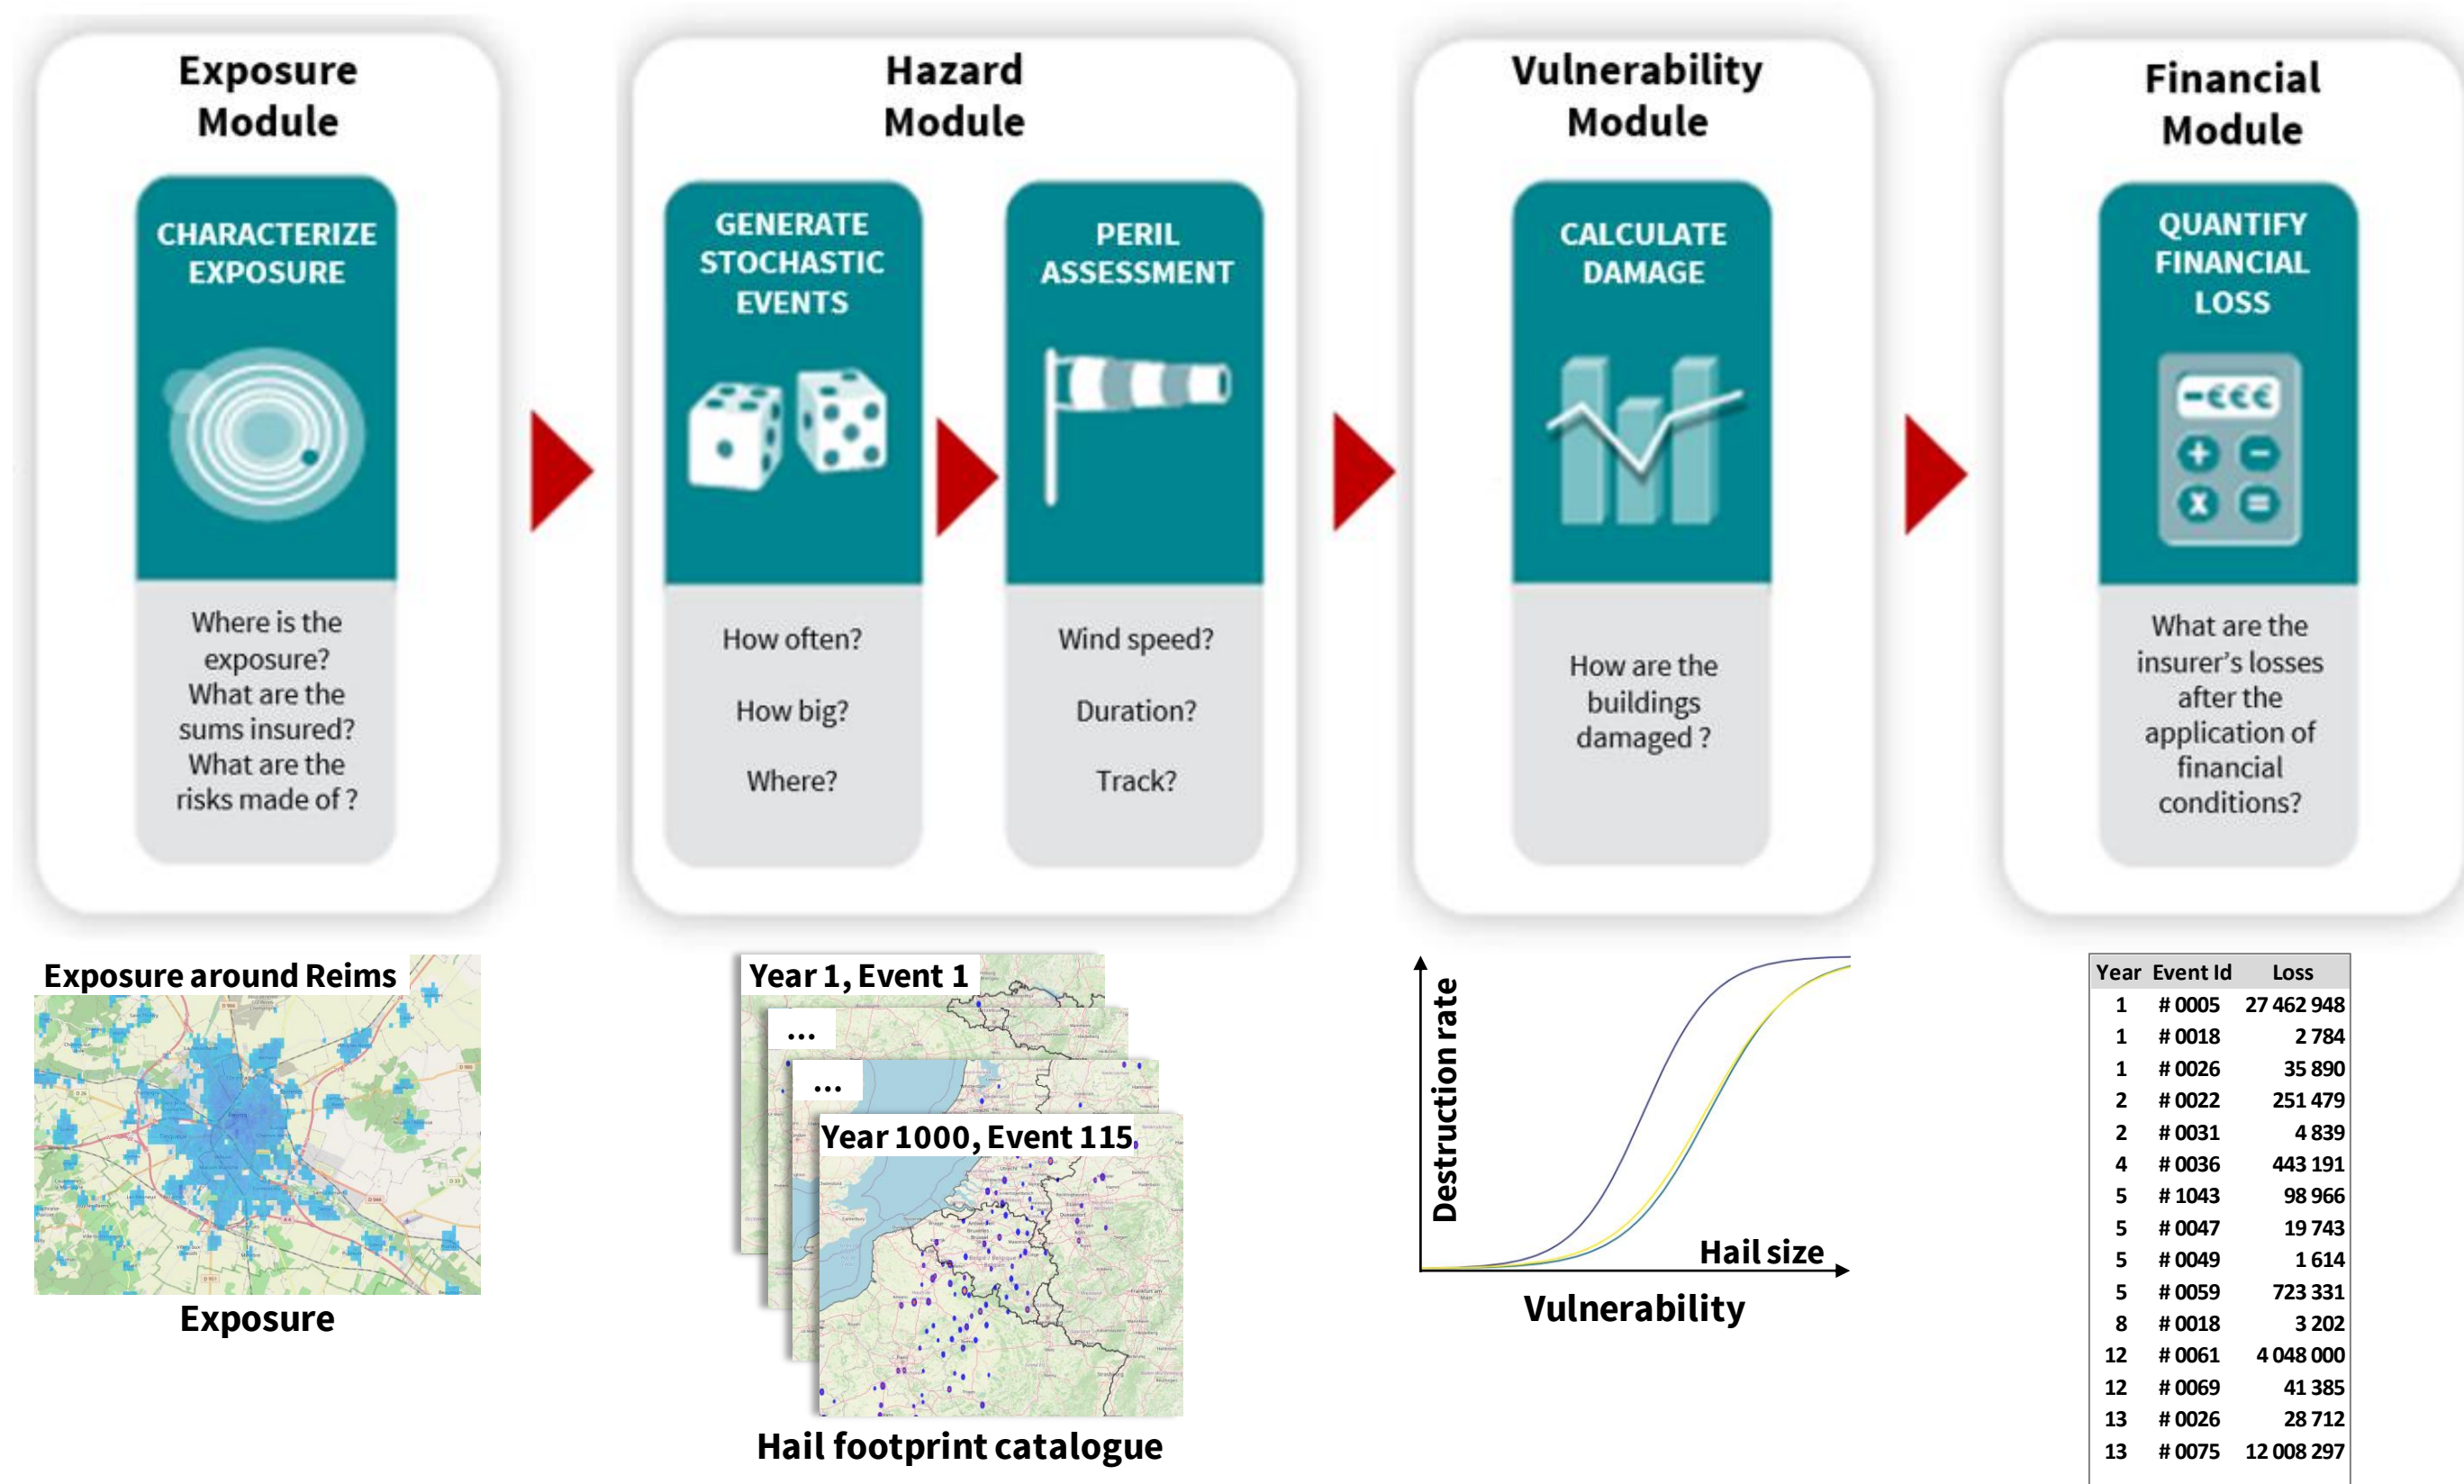 Exposure
Module
CHARACTERIZE
EXPOSURE
Where is the
exposure?
What are the
sums insured?
What are the
risks made of ?
Hazard
Module
GENERATE
STOCHASTIC
EVENTS
How often?
How big?
Where?
PERIL
ASSESSMENT
Wind speed?
Duration?
Track?
Vulnerability
Module
CALCULATE
DAMAGE
How are the
buildings
damaged ?
Financial
Module
QUANTIFY
FINANCIAL
LOSS
-€€€
+ −
x =
What are the
insurer's losses
after the
application of
financial
conditions?
Exposure around Reims
Exposure
Year 1, Event 1
...
...
Year 1000, Event 115
Hail footprint catalogue
Destruction rate
Hail size
Vulnerability
Year Event Id Loss
1 # 0005 27 462 948
1 # 0018 2 784
1 # 0026 35 890
2 # 0022 251 479
2 # 0031 4 839
4 # 0036 443 191
5 # 1043 98 966
5 # 0047 19 743
5 # 0049 1 614
5 # 0059 723 331
8 # 0018 3 202
12 # 0061 4 048 000
12 # 0069 41 385
13 # 0026 28 712
13 # 0075 12 008 297